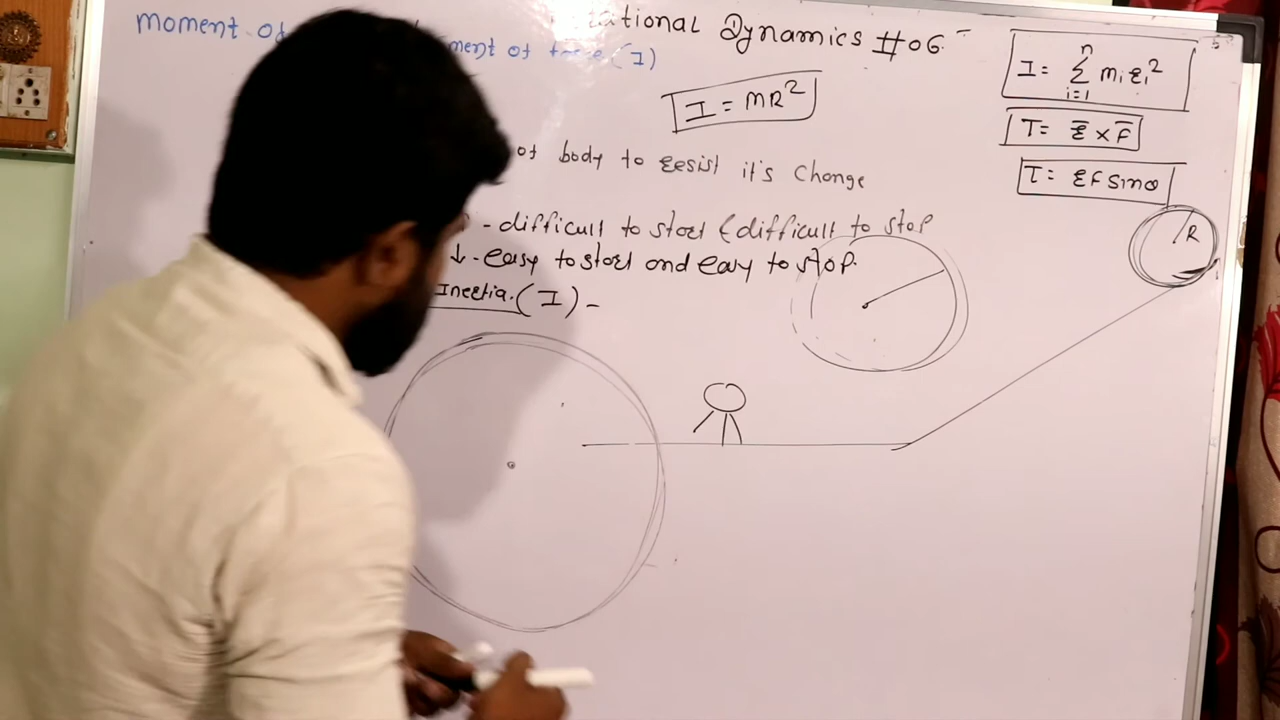 moment of ational Dynamics #06
ment of (I)
I = MR²
of body to resist it's change
- difficult to start & difficult to stop
↓ - easy to start and easy to stop.
Inertia. (I) -
I = Σ mᵢ rᵢ²
n
i=1
τ = r̄ × F̄
τ = rF sinθ
R